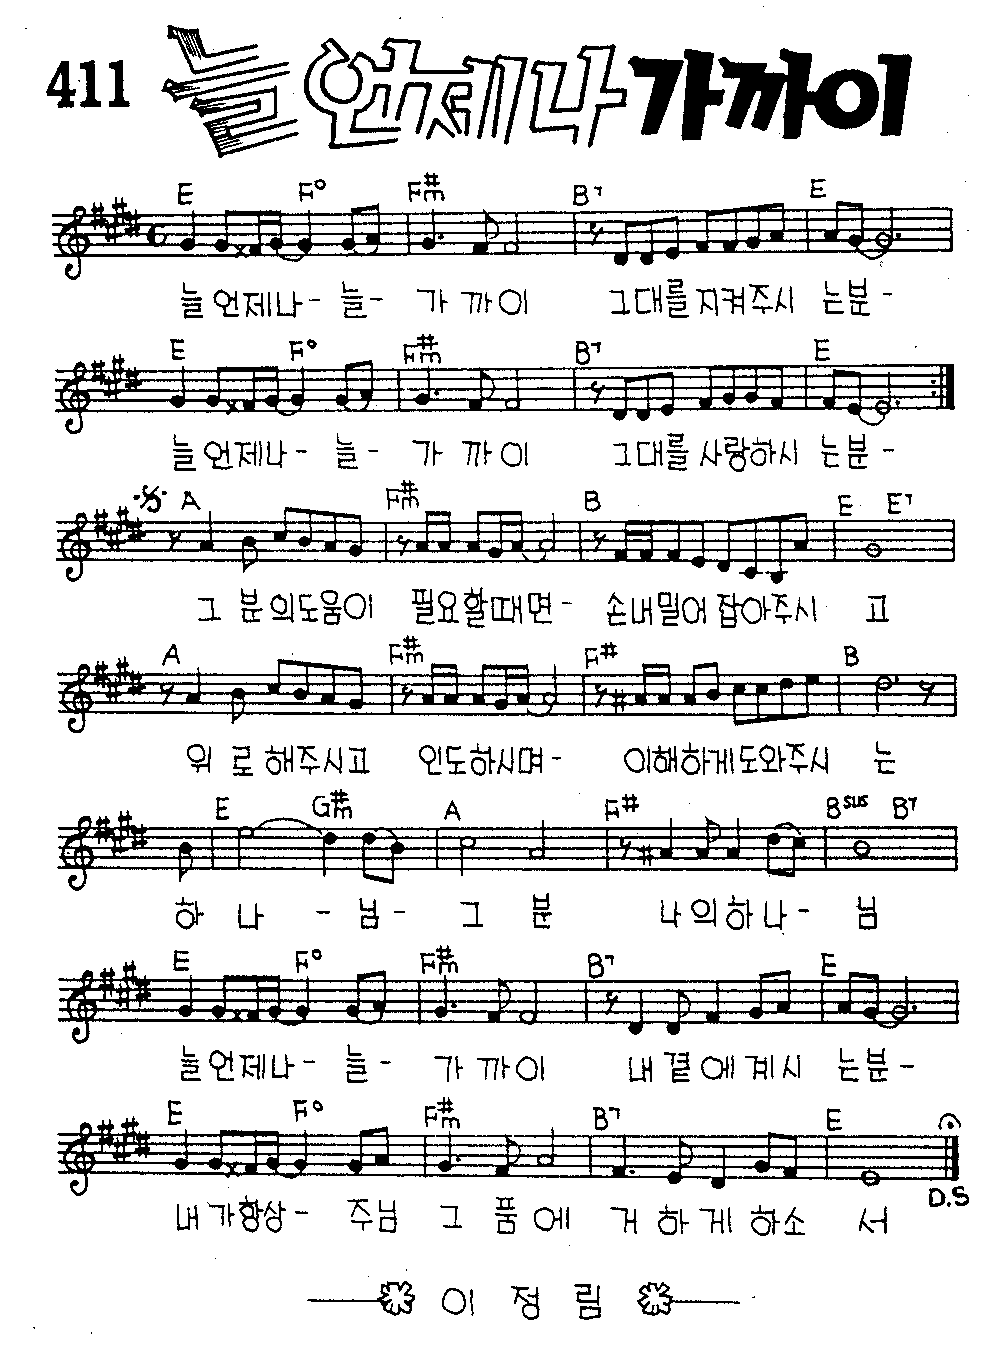 411 늘 언제나 가까이
E F° F#m B7 E
늘 언제나- 늘- 가 까이 그대를 지켜주시 는분-
E F° F#m B7 E
늘 언제나- 늘- 가 까이 그대를 사랑하시 는분-
A F#m B E E7
그 분의도움이 필요할때면- 손내밀어 잡아주시 고
A F#m F# B
위 로해주시고 인도하시며- 이해하게도와주시 는
E G#m A F# Bsus B7
하 나 - 님- 그 분 나의하나- 님
E F° F#m B7 E
늘 언제나- 늘- 가 까이 내 곁에 계시 는분-
E F° F#m B7 E
D.S
내 가항상- 주님 그 품에 거 하게 하소 서
이 정 림